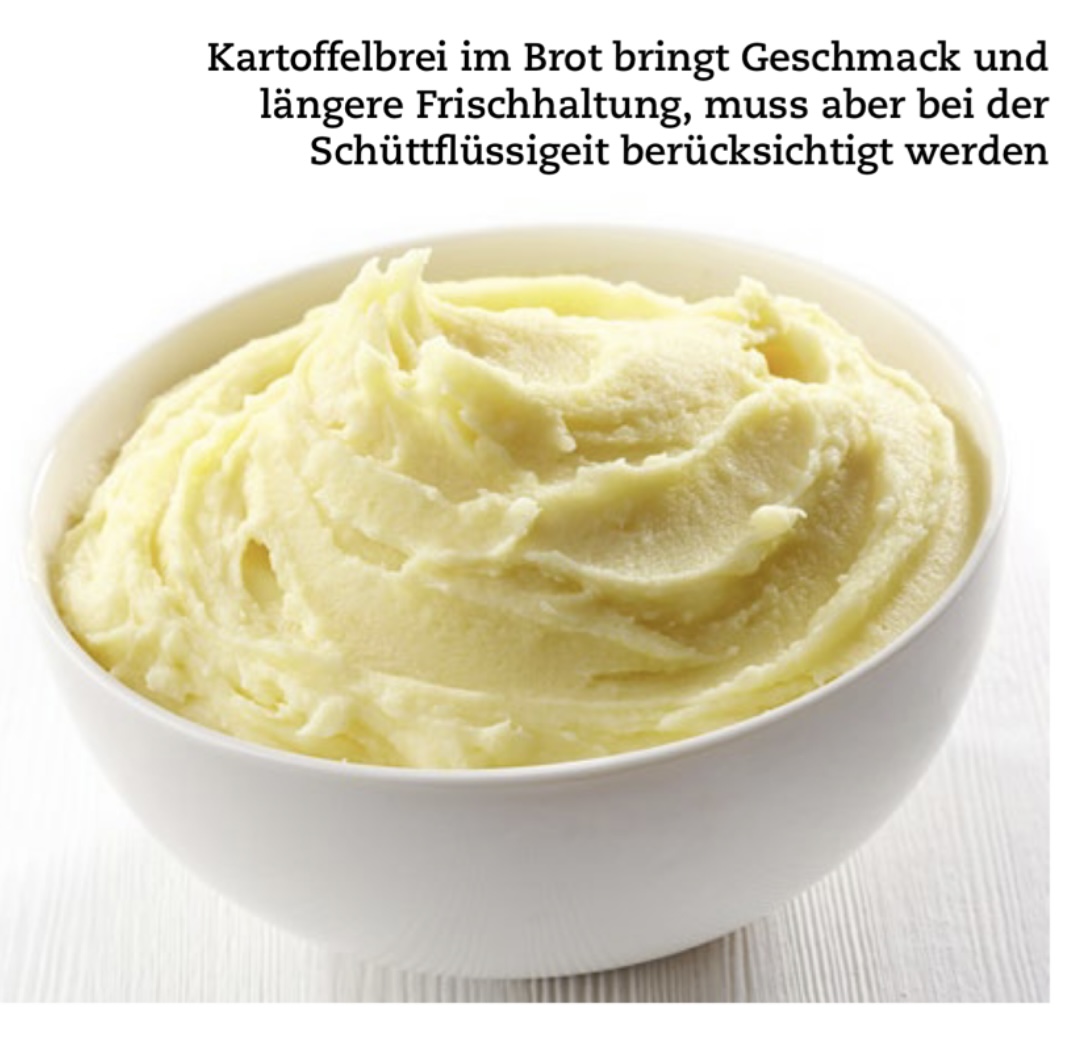 Kartoffelbrei im Brot bringt Geschmack und
längere Frischhaltung, muss aber bei der
Schüttflüssigeit berücksichtigt werden